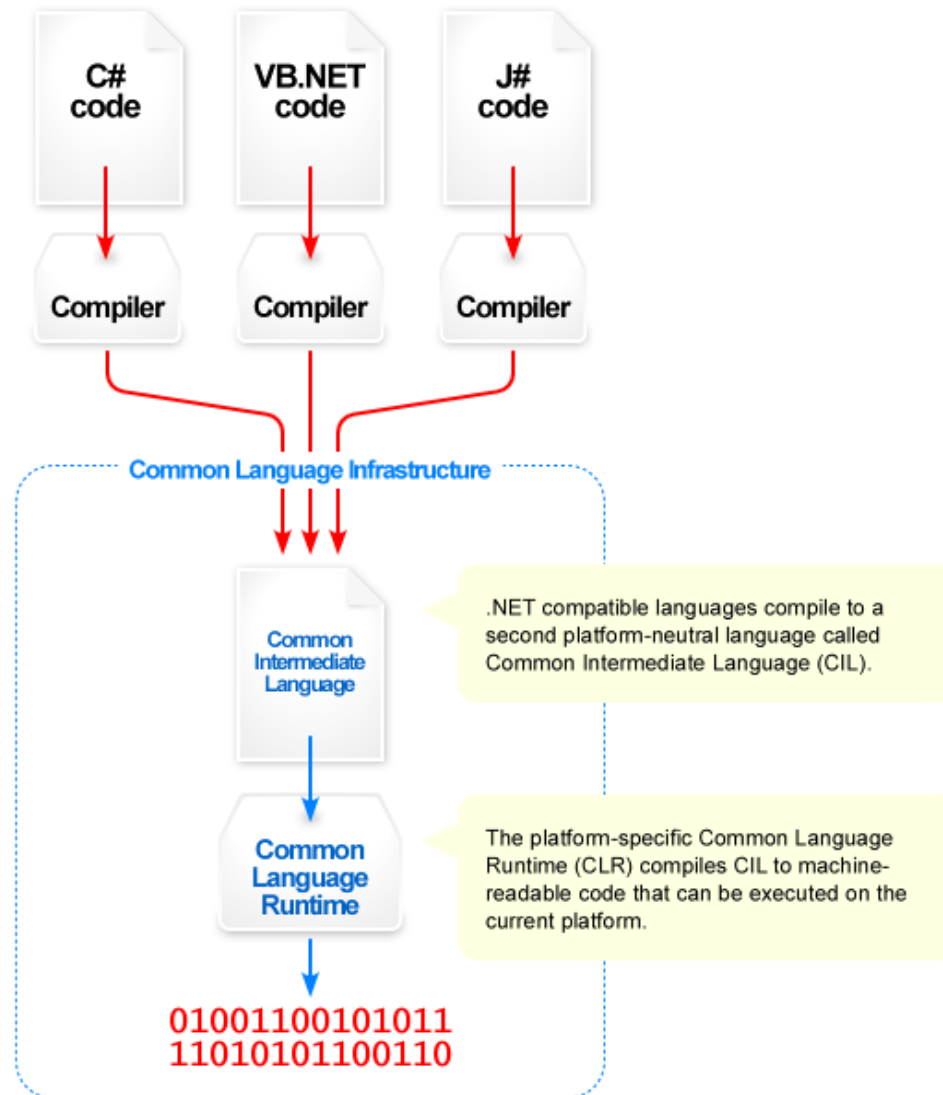 C#
code
VB.NET
code
J#
code
Compiler
Compiler
Compiler
Common Language Infrastructure
Common
Intermediate
Language
.NET compatible languages compile to a
second platform-neutral language called
Common Intermediate Language (CIL).
Common
Language
Runtime
The platform-specific Common Language
Runtime (CLR) compiles CIL to machine-
readable code that can be executed on the
current platform.
01001100101011
11010101100110